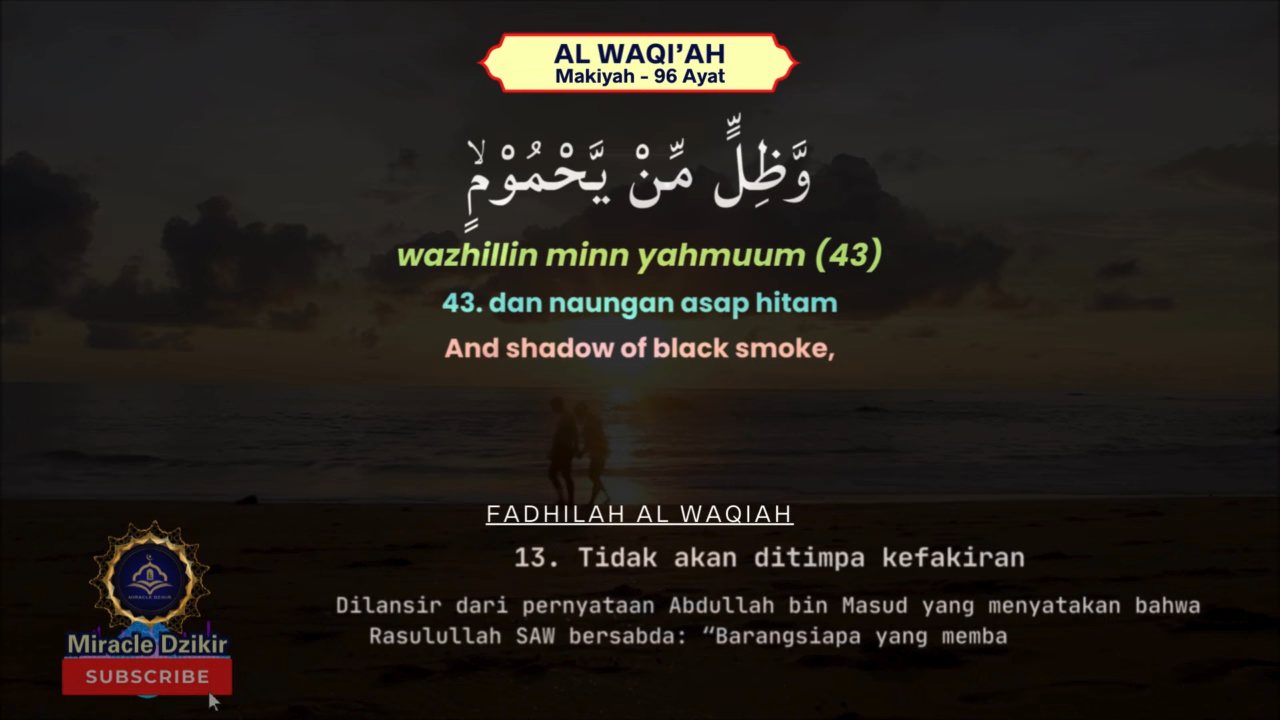 AL WAQI’AH
Makiyah - 96 Ayat
وَّظِلٍّ مِّنْ يَّحْمُوْمٍۙ
wazhillin minn yahmuum (43)
43. dan naungan asap hitam
And shadow of black smoke,
FADHILAH AL WAQIAH
13. Tidak akan ditimpa kefakiran
Dilansir dari pernyataan Abdullah bin Masud yang menyatakan bahwa
Rasulullah SAW bersabda: “Barangsiapa yang memba
MIRACLE DZIKIR
Miracle Dzikir
SUBSCRIBE